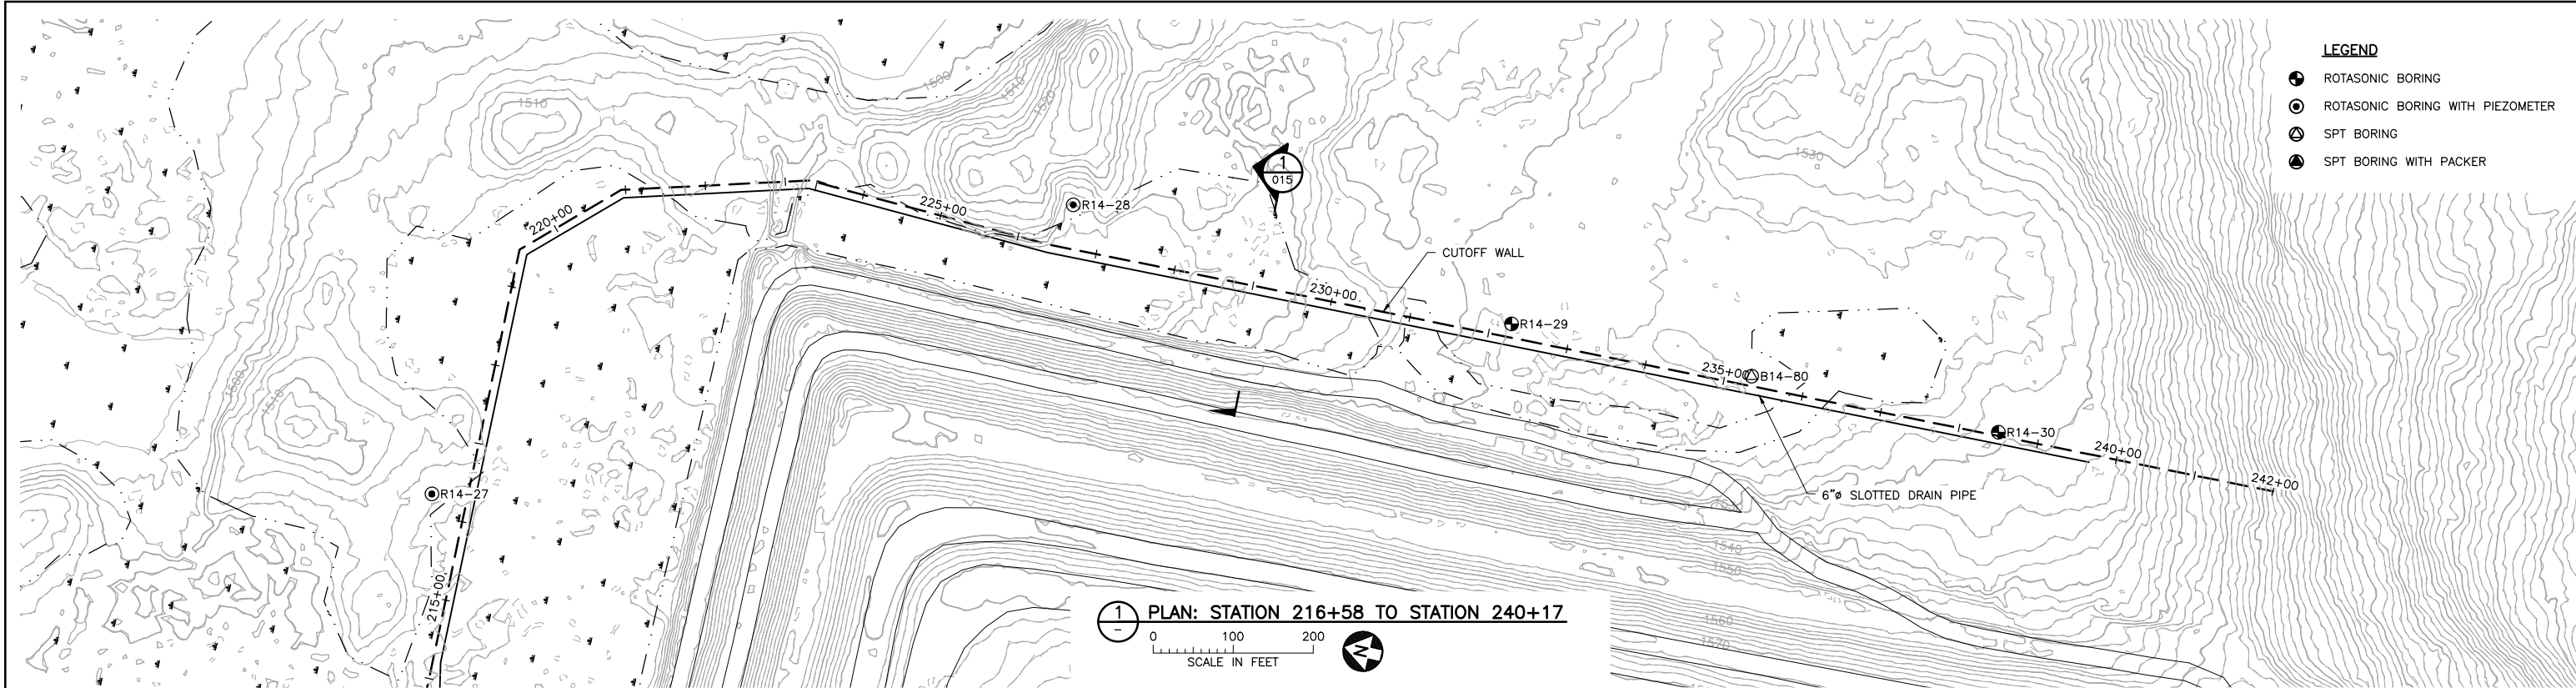 LEGEND
ROTASONIC BORING
ROTASONIC BORING WITH PIEZOMETER
SPT BORING
SPT BORING WITH PACKER
1500
1510
1520
1510
1530
1
015
220+00
225+00
R14-28
CUTOFF WALL
230+00
R14-29
235+00
B14-80
1500
1510
R14-30
240+00
242+00
R14-27
6"ø SLOTTED DRAIN PIPE
1540
1550
215+00
1
-
PLAN: STATION 216+58 TO STATION 240+17
0 100 200
SCALE IN FEET
N
1560
1570